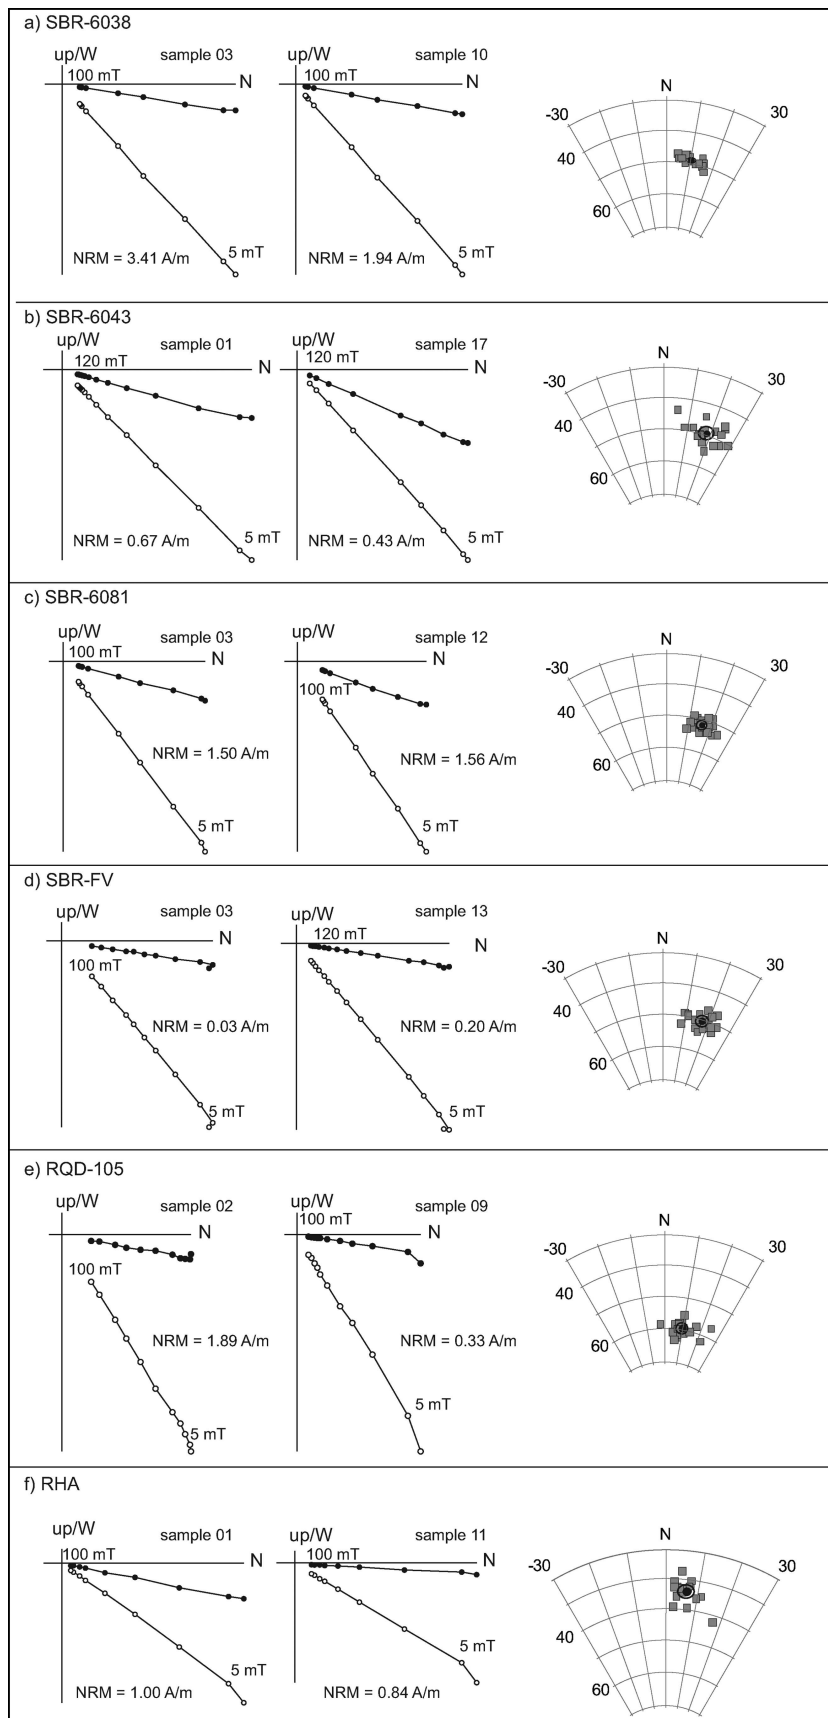 a) SBR-6038
up/W sample 03
100 mT N
5 mT
NRM = 3.41 A/m
up/W sample 10
100 mT N
5 mT
NRM = 1.94 A/m
N
-30 30
40
60
b) SBR-6043
up/W sample 01
120 mT N
5 mT
NRM = 0.67 A/m
up/W sample 17
120 mT N
5 mT
NRM = 0.43 A/m
N
-30 30
40
60
c) SBR-6081
up/W sample 03
100 mT N
NRM = 1.50 A/m
5 mT
up/W sample 12
N
100 mT
NRM = 1.56 A/m
5 mT
N
-30 30
40
60
d) SBR-FV
up/W sample 03
N
100 mT
NRM = 0.03 A/m
5 mT
up/W sample 13
120 mT N
NRM = 0.20 A/m
5 mT
N
-30 30
40
60
e) RQD-105
up/W sample 02
N
100 mT
NRM = 1.89 A/m
5 mT
up/W sample 09
100 mT N
NRM = 0.33 A/m
5 mT
N
-30 30
40
60
f) RHA
up/W sample 01
100 mT N
5 mT
NRM = 1.00 A/m
up/W sample 11
100 mT N
5 mT
NRM = 0.84 A/m
N
-30 30
40
60